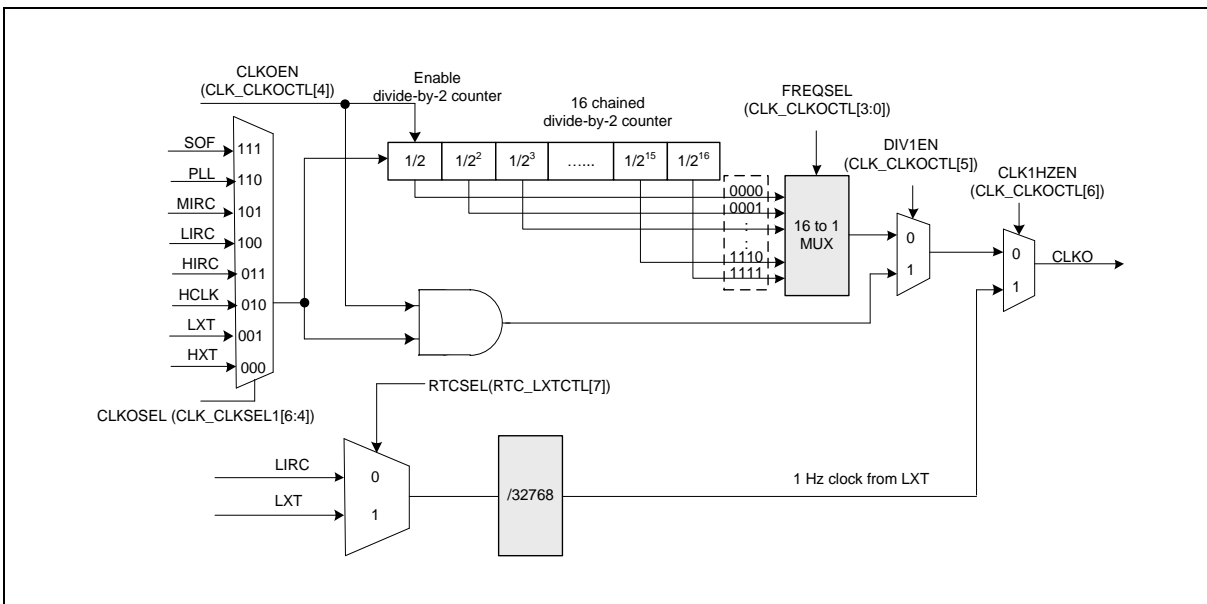 CLKOEN
(CLK_CLKOCTL[4])
Enable
divide-by-2 counter
16 chained
divide-by-2 counter
FREQSEL
(CLK_CLKOCTL[3:0])
DIV1EN
(CLK_CLKOCTL[5])
CLK1HZEN
(CLK_CLKOCTL[6])
SOF 111
PLL 110
MIRC 101
LIRC 100
HIRC 011
HCLK 010
LXT 001
HXT 000
CLKOSEL (CLK_CLKSEL1[6:4])
1/2 1/2² 1/2³ ...... 1/2¹⁵ 1/2¹⁶
0000
0001
:
:
1110
1111
16 to 1
MUX
0
1
0
1
CLKO
RTCSEL(RTC_LXTCTL[7])
LIRC 0
LXT 1
/32768
1 Hz clock from LXT